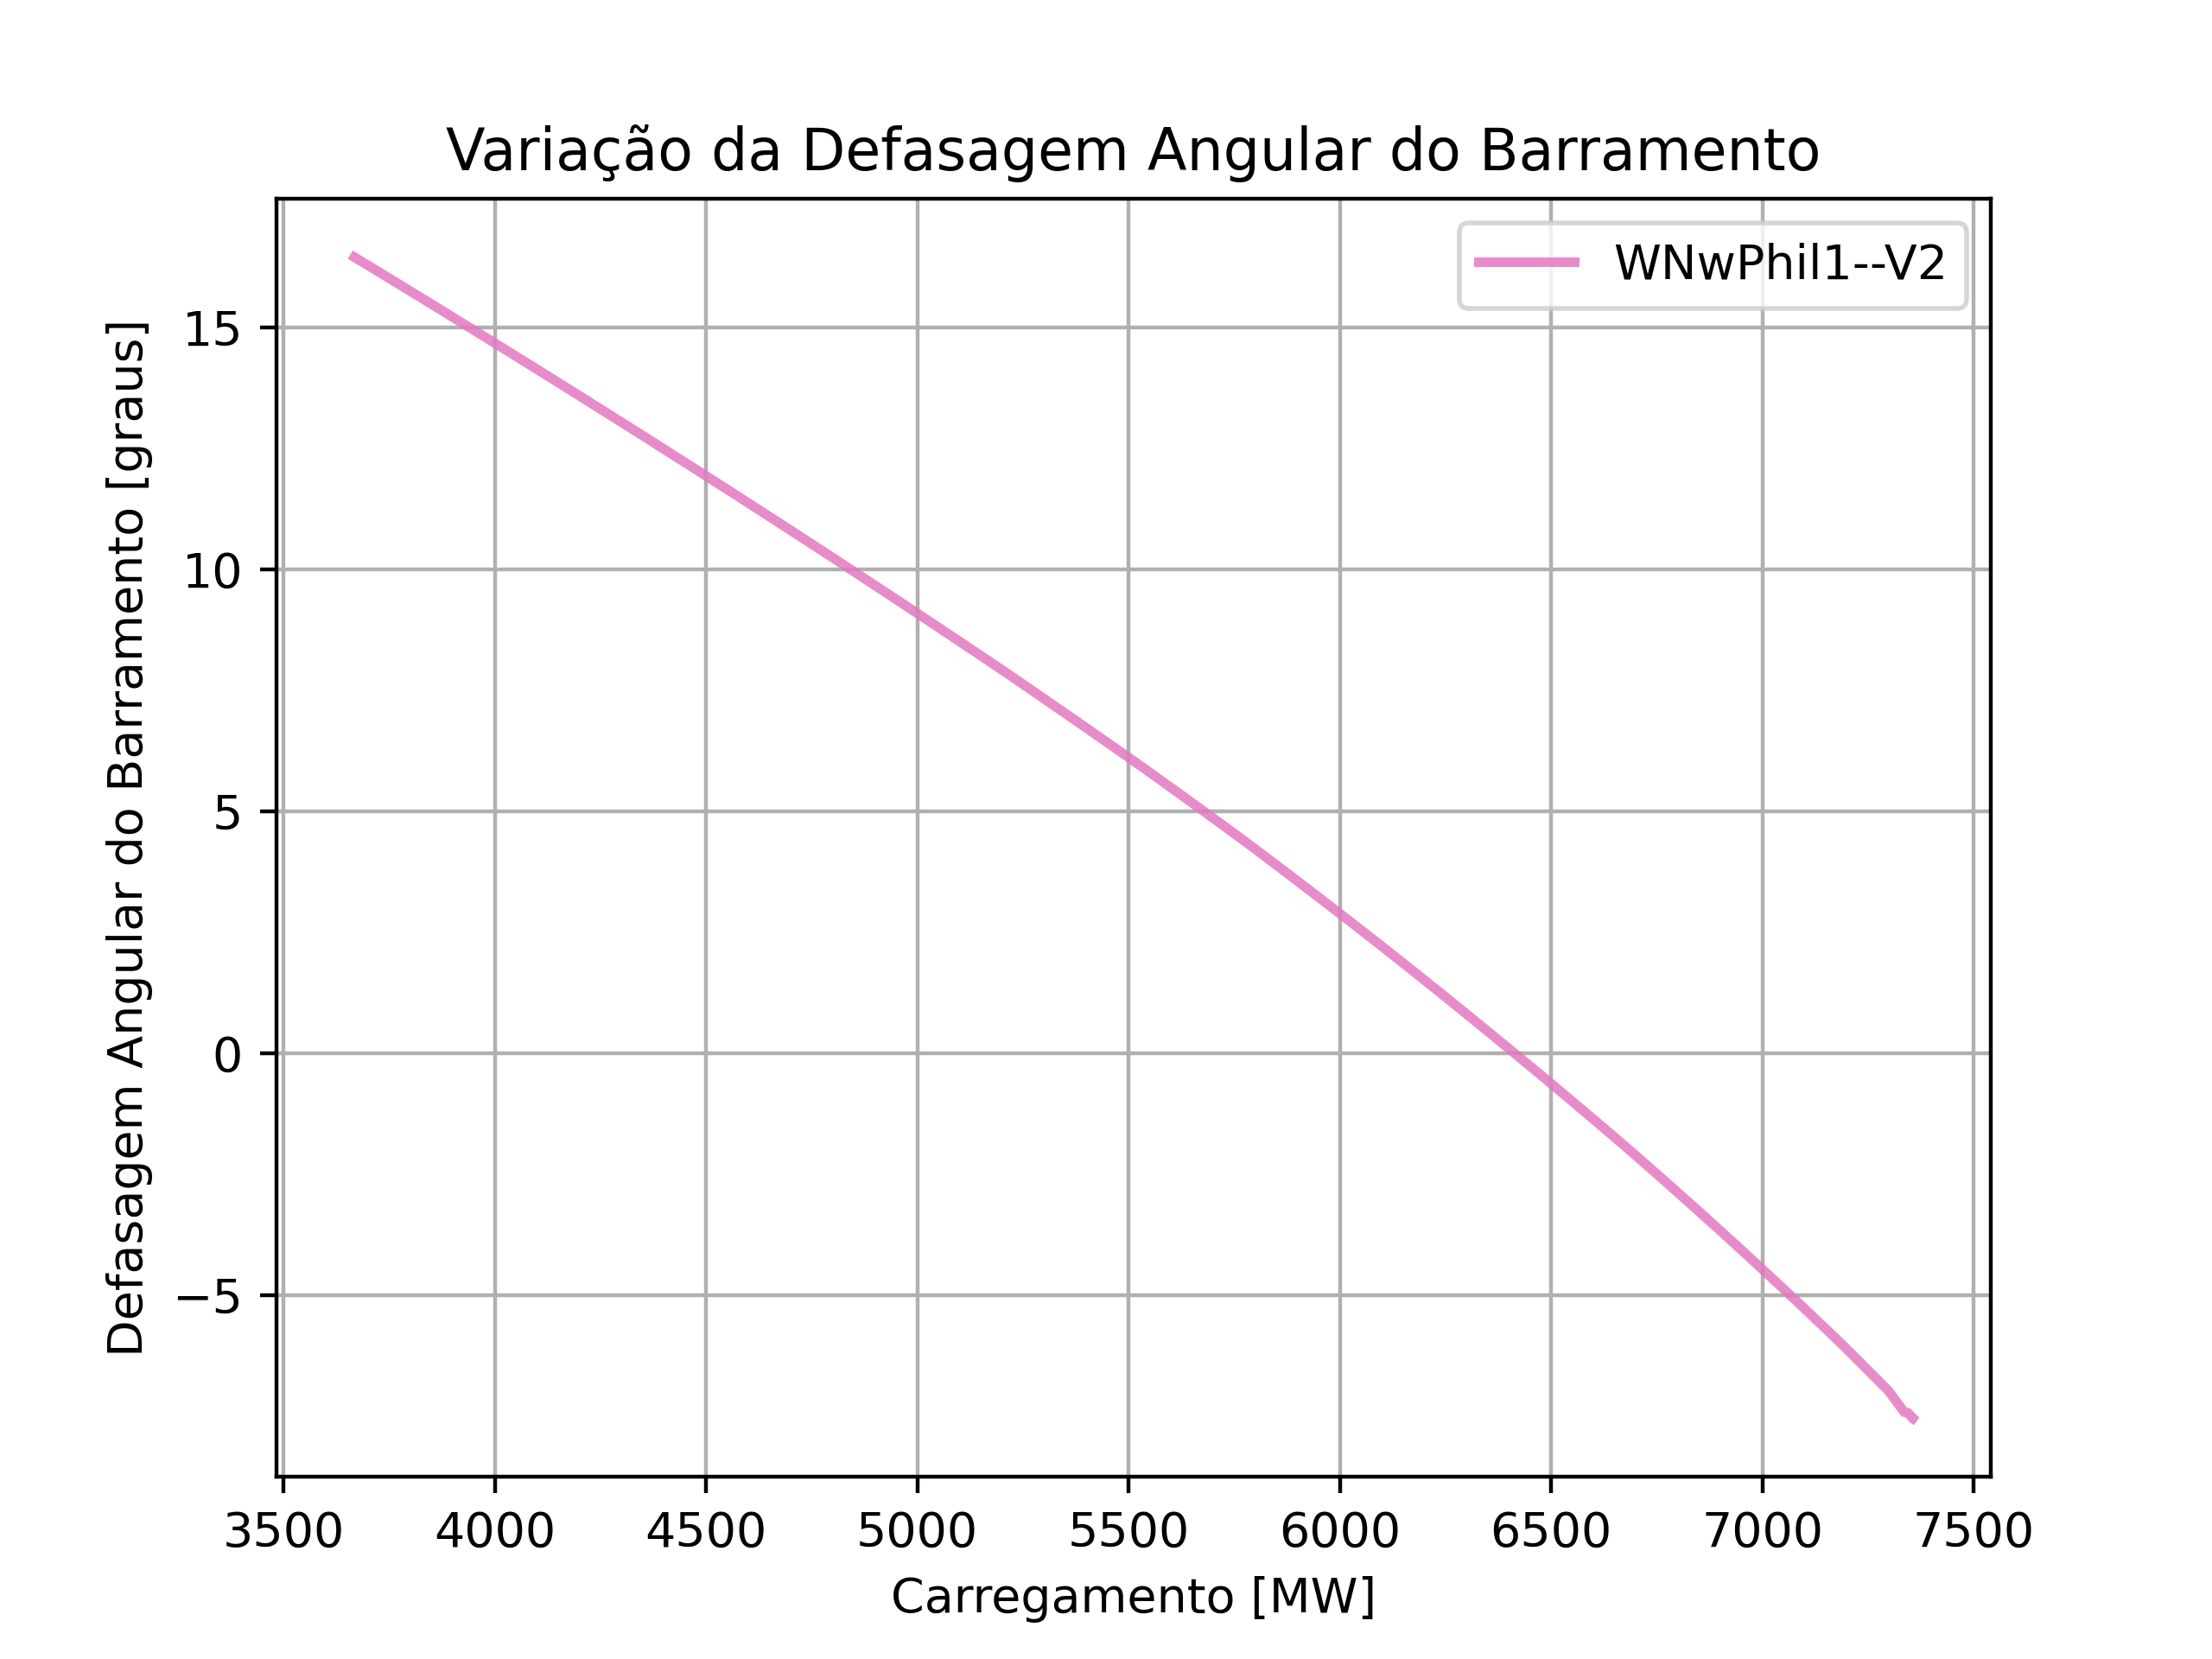 Variação da Defasagem Angular do Barramento
WNwPhil1--V2
Defasagem Angular do Barramento [graus]
15
10
5
0
−5
3500 4000 4500 5000 5500 6000 6500 7000 7500
Carregamento [MW]